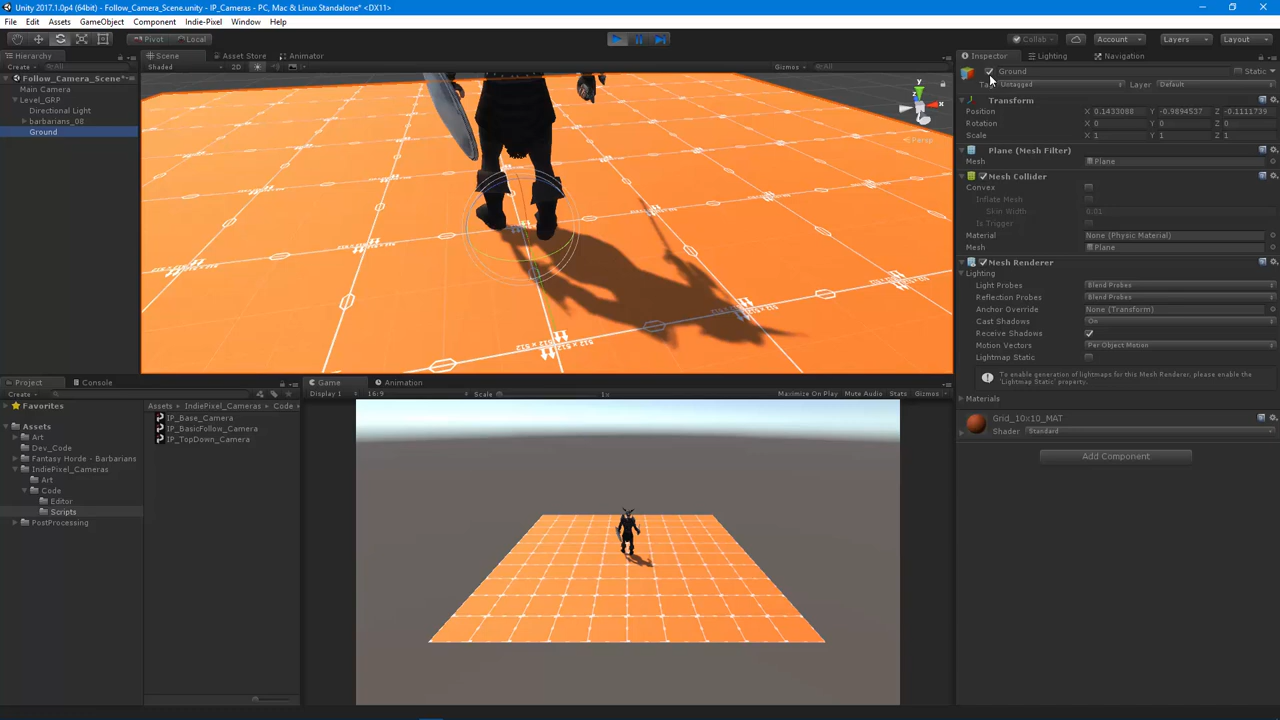 Unity 2017.1.0p4 (64bit) - Follow_Camera_Scene.unity - IP_Cameras - PC, Mac & Linux Standalone* <DX11>
File Edit Assets GameObject Component Indie-Pixel Window Help
Pivot Local Collab Account Layers Layout
Hierarchy
Create All
Follow_Camera_Scene*
Main Camera
Level_GRP
Directional Light
barbarians_08
Ground
Scene Asset Store Animator
Shaded 2D Gizmos All
y
x
Persp
Inspector Lighting Navigation
Ground Static
Tag Untagged Layer Default
Transform
Position X 0.1433088 Y -0.9894537 Z -0.1111739
Rotation X 0 Y 0 Z 0
Scale X 1 Y 1 Z 1
Plane (Mesh Filter)
Mesh Plane
Mesh Collider
Convex
Inflate Mesh
Skin Width 0.01
Is Trigger
Material None (Physic Material)
Mesh Plane
Mesh Renderer
Lighting
Light Probes Blend Probes
Reflection Probes Blend Probes
Anchor Override None (Transform)
Cast Shadows On
Receive Shadows
Motion Vectors Per Object Motion
Lightmap Static
To enable generation of lightmaps for this Mesh Renderer, please enable the 'Lightmap Static' property.
Materials
Grid_10x10_MAT
Shader Standard
Add Component
Project Console
Create
Favorites
Assets
Art
Dev_Code
Fantasy Horde - Barbarians
IndiePixel_Cameras
Art
Code
Editor
Scripts
PostProcessing
Assets IndiePixel_Cameras Code
IP_Base_Camera
IP_BasicFollow_Camera
IP_TopDown_Camera
Game Animation
Display 1 16:9 Scale 1x Maximize On Play Mute Audio Stats Gizmos